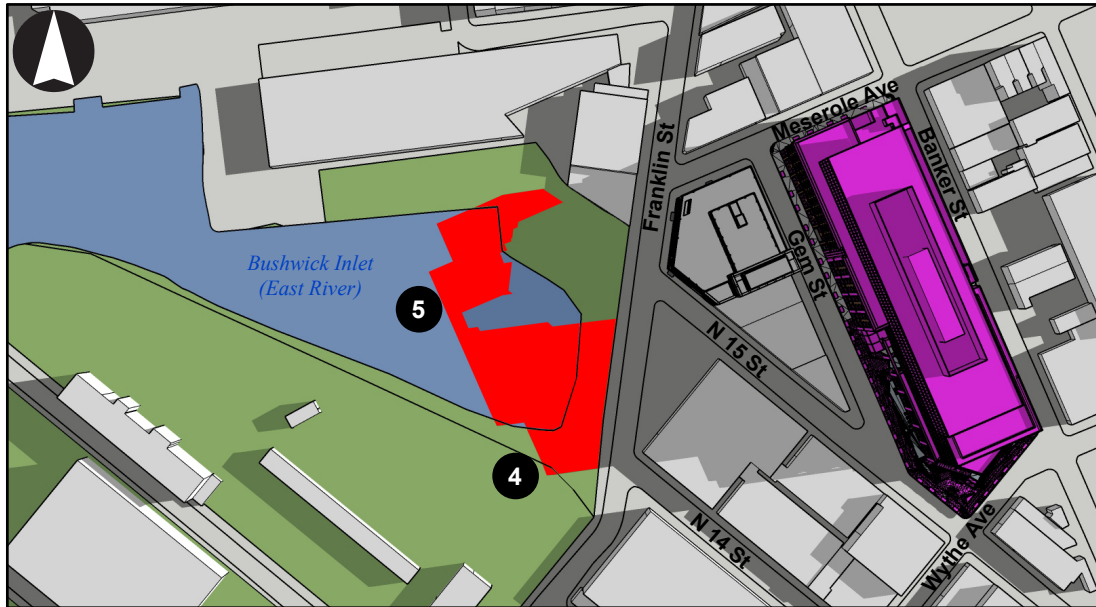 Meserole Ave
Franklin St
Banker St
Gem St
Bushwick Inlet
(East River)
5
N 15 St
4
N 14 St
Wythe Ave